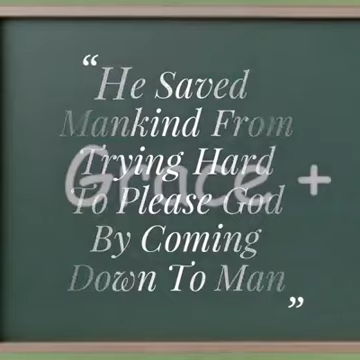 “He Saved
Mankind From
Trying Hard
To Please God
By Coming
Down To Man”
Grace +